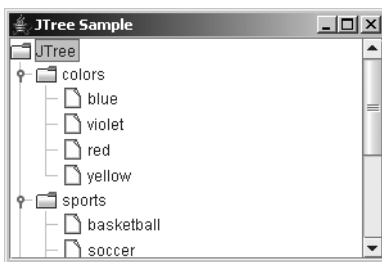 JTree Sample
JTree
colors
blue
violet
red
yellow
sports
basketball
soccer